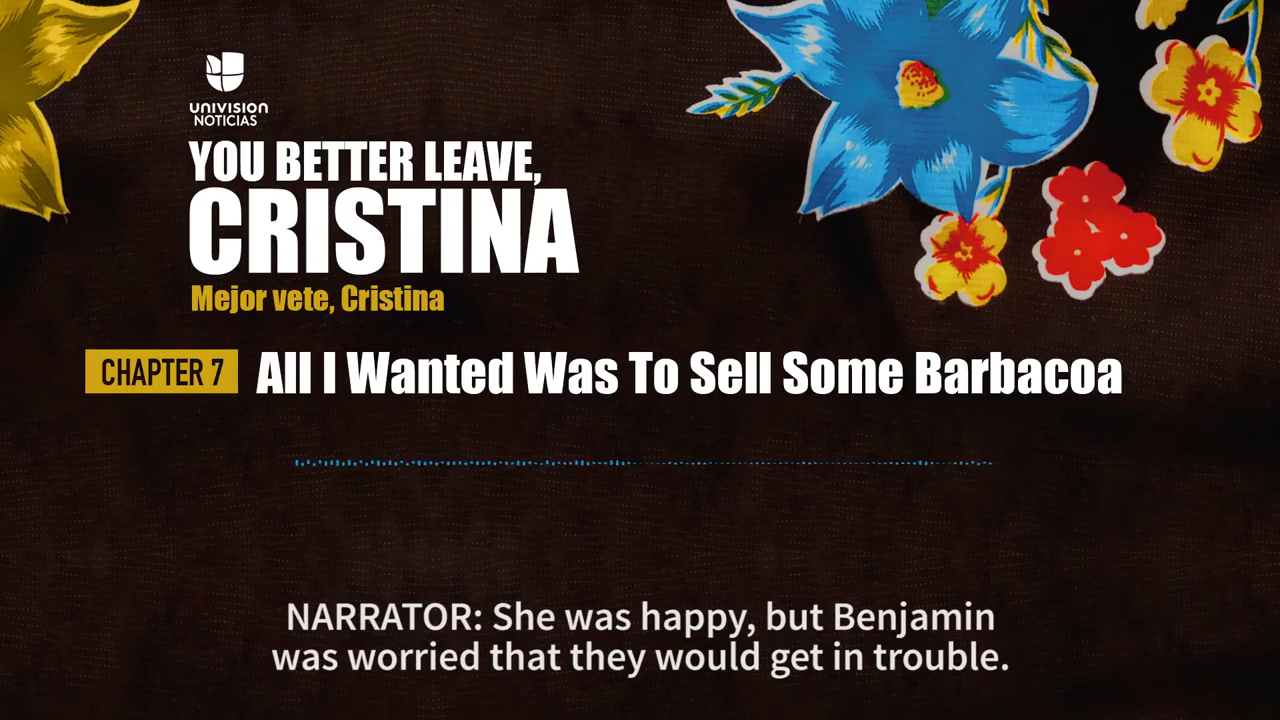 UNIVISION
NOTICIAS
YOU BETTER LEAVE,
CRISTINA
Mejor vete, Cristina
CHAPTER 7 All I Wanted Was To Sell Some Barbacoa
NARRATOR: She was happy, but Benjamin
was worried that they would get in trouble.